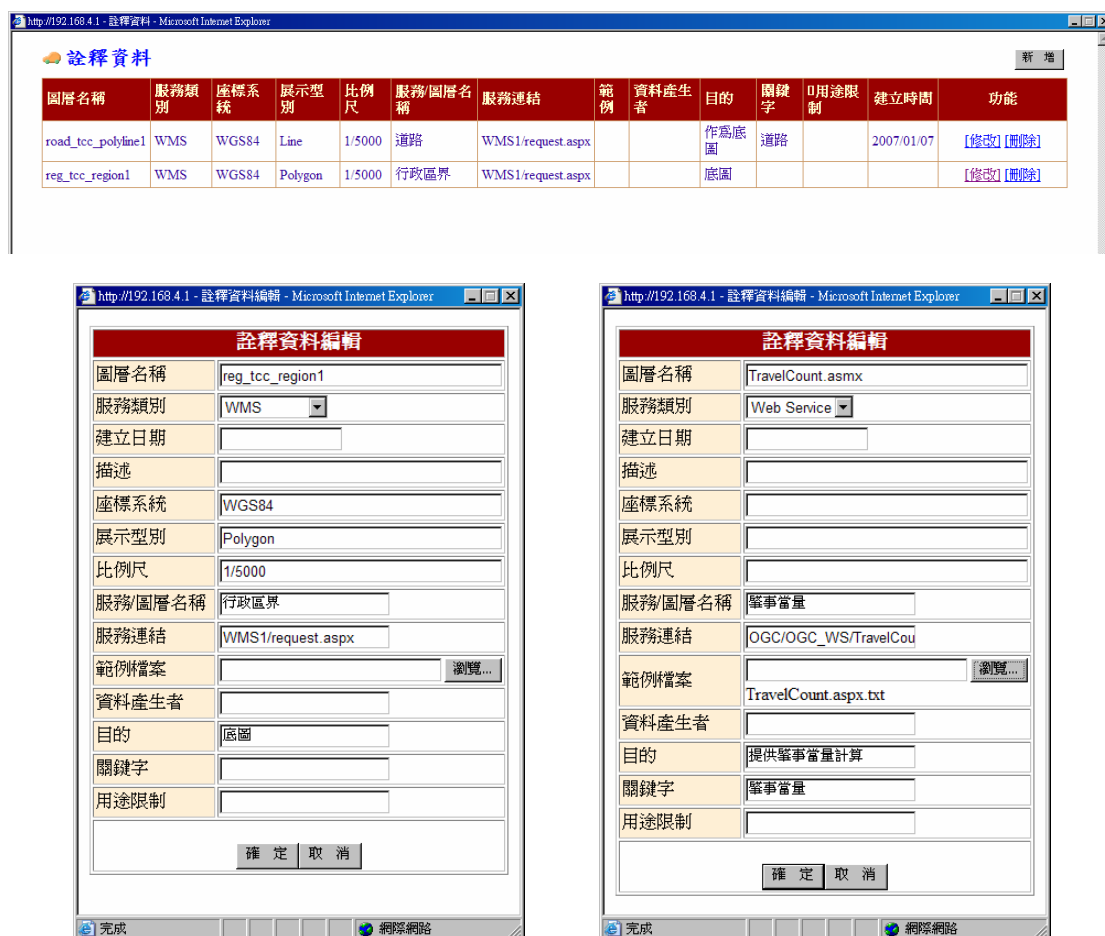 http://192.168.4.1 - 詮釋資料 - Microsoft Internet Explorer
詮釋資料
新 增
圖層名稱 服務類別 座標系統 展示型別 比例尺 服務/圖層名稱 服務連結 範例 資料產生者 目的 關鍵字 0用途限制 建立時間 功能
road_tcc_polyline1 WMS WGS84 Line 1/5000 道路 WMS1/request.aspx 作為底圖 道路 2007/01/07 [修改] [刪除]
reg_tcc_region1 WMS WGS84 Polygon 1/5000 行政區界 WMS1/request.aspx 底圖 [修改] [刪除]
http://192.168.4.1 - 詮釋資料編輯 - Microsoft Internet Explorer
詮釋資料編輯
圖層名稱 reg_tcc_region1
服務類別 WMS
建立日期
描述
座標系統 WGS84
展示型別 Polygon
比例尺 1/5000
服務/圖層名稱 行政區界
服務連結 WMS1/request.aspx
範例檔案 瀏覽...
資料產生者
目的 底圖
關鍵字
用途限制
確 定 取 消
完成 網際網路
http://192.168.4.1 - 詮釋資料編輯 - Microsoft Internet Explorer
詮釋資料編輯
圖層名稱 TravelCount.asmx
服務類別 Web Service
建立日期
描述
座標系統
展示型別
比例尺
服務/圖層名稱 肇事當量
服務連結 OGC/OGC_WS/TravelCou
範例檔案 瀏覽...
TravelCount.aspx.txt
資料產生者
目的 提供肇事當量計算
關鍵字 肇事當量
用途限制
確 定 取 消
完成 網際網路